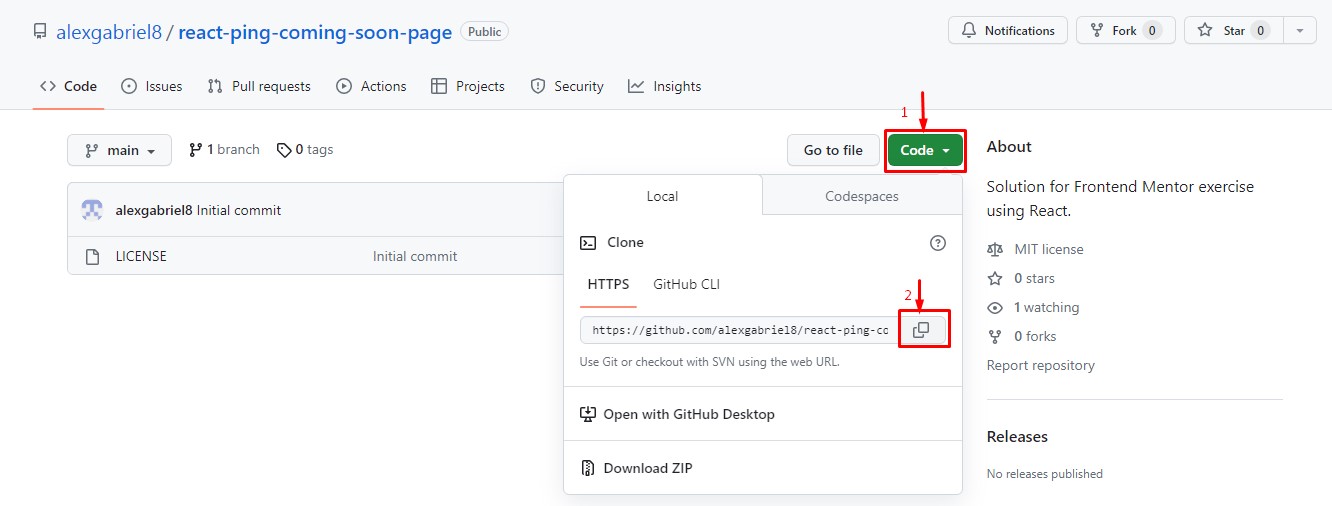 alexgabriel8 / react-ping-coming-soon-page Public
Notifications Fork 0 Star 0
Code Issues Pull requests Actions Projects Security Insights
1
main 1 branch 0 tags Go to file Code
About
Solution for Frontend Mentor exercise
using React.
MIT license
0 stars
1 watching
0 forks
Report repository
Releases
No releases published
alexgabriel8 Initial commit
LICENSE Initial commit
Local Codespaces
Clone
HTTPS GitHub CLI
2
https://github.com/alexgabriel8/react-ping-co
Use Git or checkout with SVN using the web URL.
Open with GitHub Desktop
Download ZIP